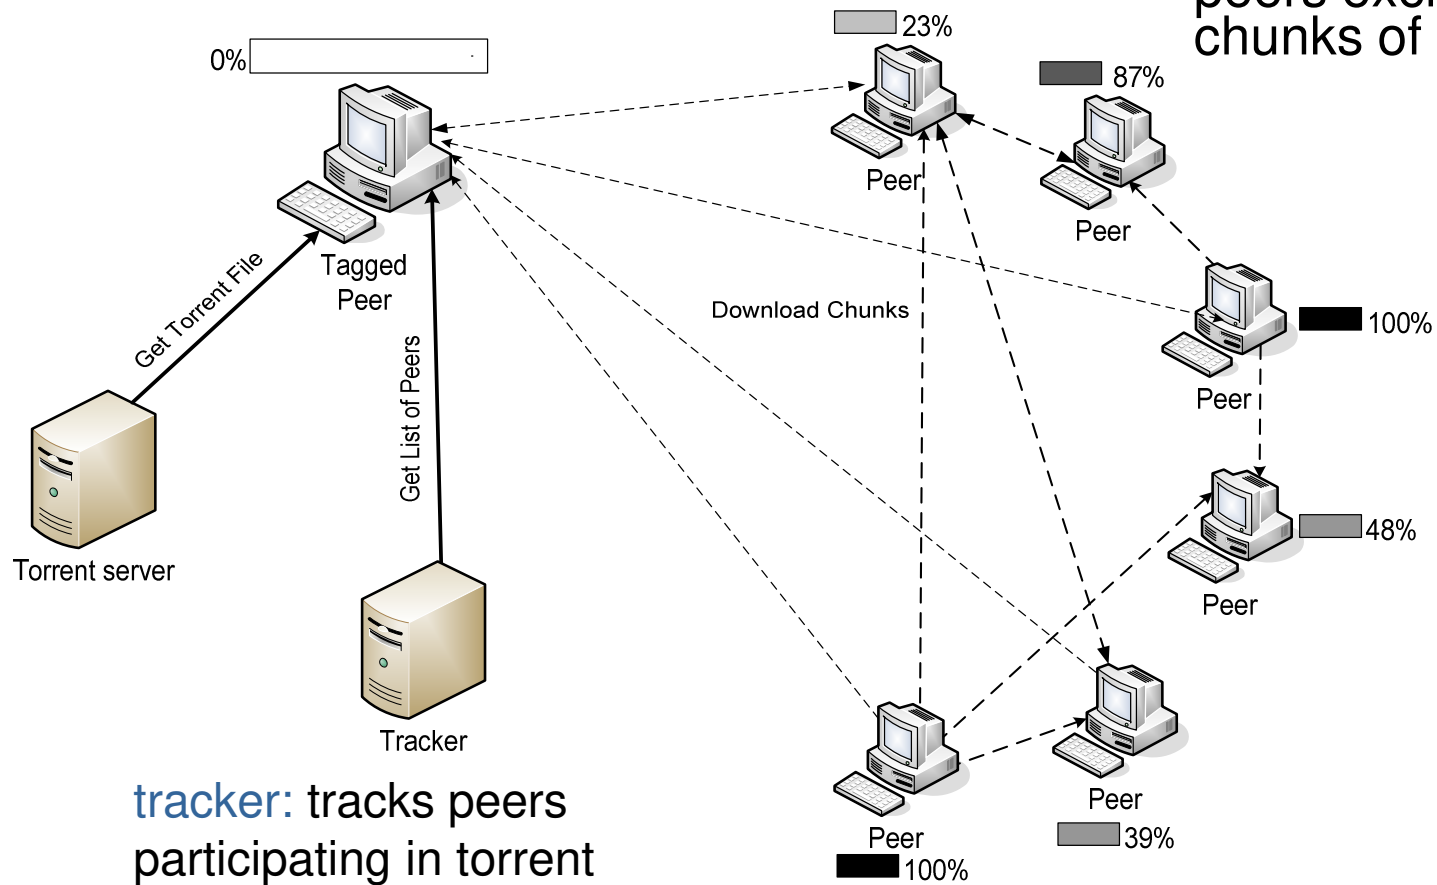 chunks of
0%
23%
87%
Peer
Peer
Tagged
Peer
Get Torrent File
Download Chunks
100%
Get List of Peers
Peer
48%
Torrent server
Peer
Tracker
Peer
39%
Peer
100%
tracker: tracks peers
participating in torrent